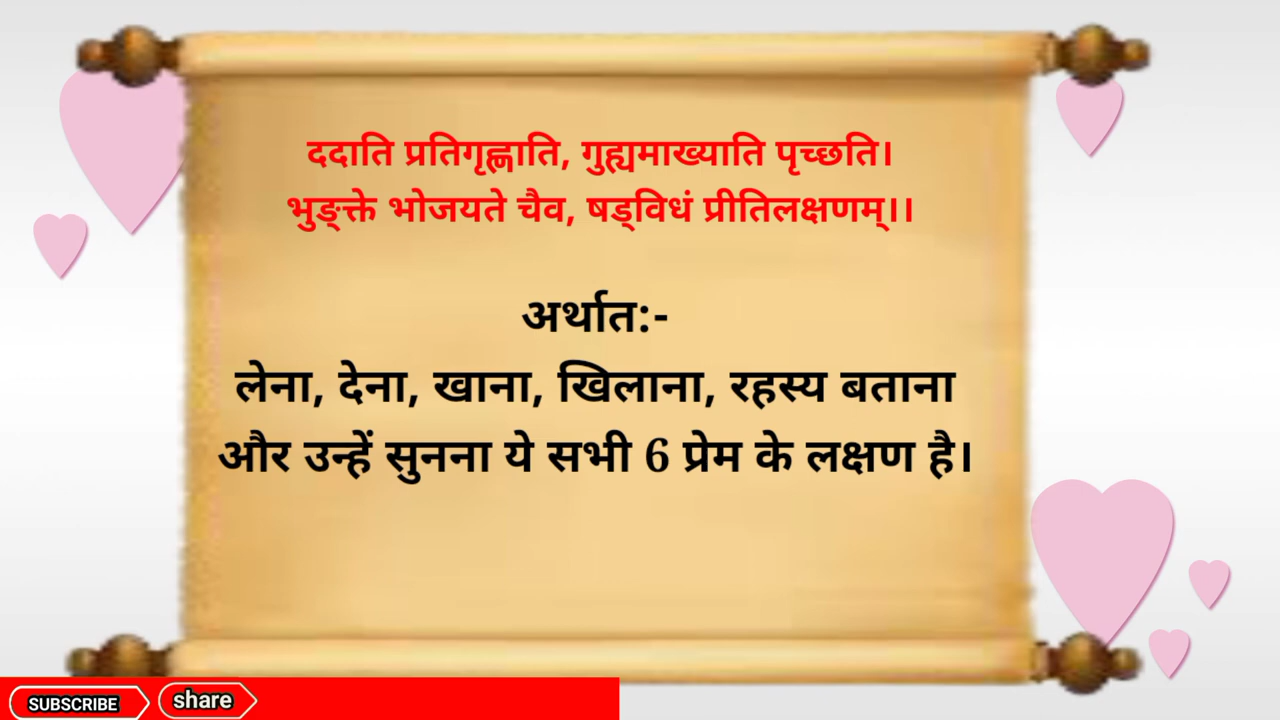 ददाति प्रतिगृह्णाति, गुह्यमाख्याति पृच्छति।
भुङ्क्ते भोजयते चैव, षड्विधं प्रीतिलक्षणम्।।
अर्थात:-
लेना, देना, खाना, खिलाना, रहस्य बताना
और उन्हें सुनना ये सभी 6 प्रेम के लक्षण है।
SUBSCRIBE share